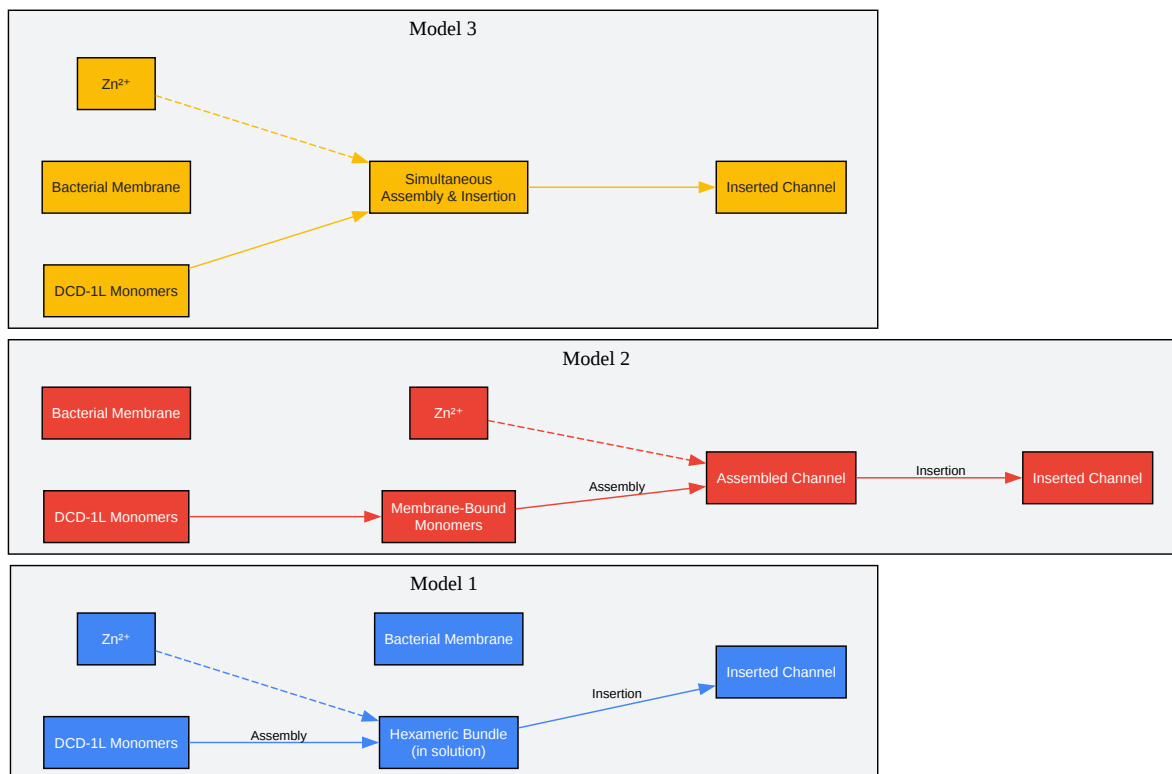 Model 3
Zn²⁺
Bacterial Membrane
Simultaneous
Assembly & Insertion
Inserted Channel
DCD-1L Monomers
Model 2
Bacterial Membrane
Zn²⁺
Assembled Channel
Insertion
Inserted Channel
Assembly
DCD-1L Monomers
Membrane-Bound
Monomers
Model 1
Zn²⁺
Bacterial Membrane
Inserted Channel
Insertion
DCD-1L Monomers
Assembly
Hexameric Bundle
(in solution)